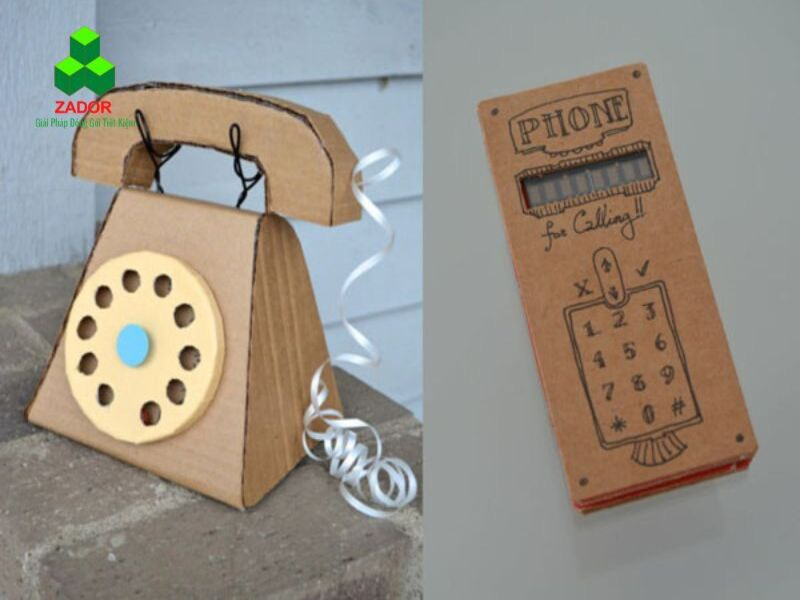 ZADOR
Giải Pháp Đóng Gói Tiết Kiệm
PHONE
for Calling!!
X ✓
1 2 3
4 5 6
7 8 9
* 0 #